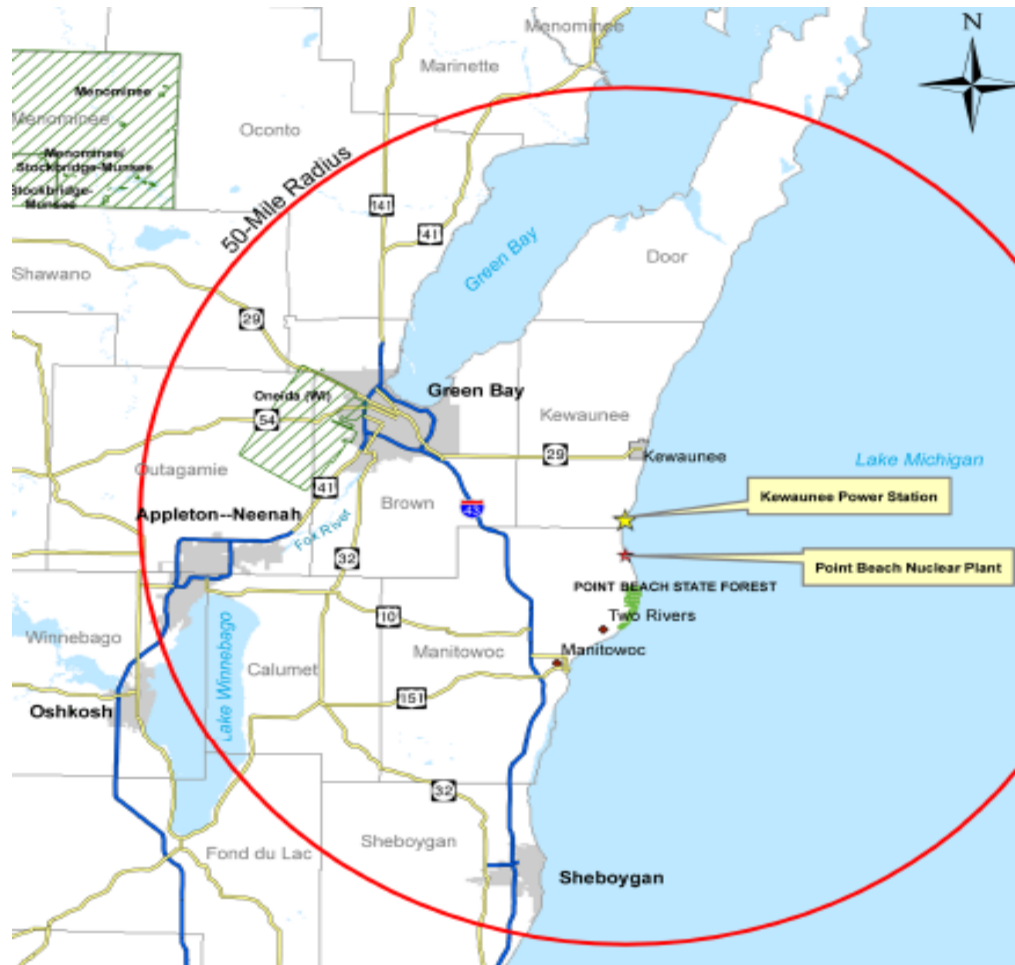 Menominee
N
Marinette
Menominee
Menominee
Oconto
Menominee/
Stockbridge-Munsee
Stockbridge-
Munsee
50-Mile Radius
141
41
Green Bay
Door
Shawano
29
Green Bay
Oneida (WI)
54
Kewaunee
29
Kewaunee
Lake Michigan
Outagamie
41
Brown
43
Kewaunee Power Station
Appleton--Neenah
Fox River
32
Point Beach Nuclear Plant
POINT BEACH STATE FOREST
10
Two Rivers
Winnebago
Lake Winnebago
Calumet
Manitowoc
Manitowoc
151
Oshkosh
32
Sheboygan
Fond du Lac
Sheboygan